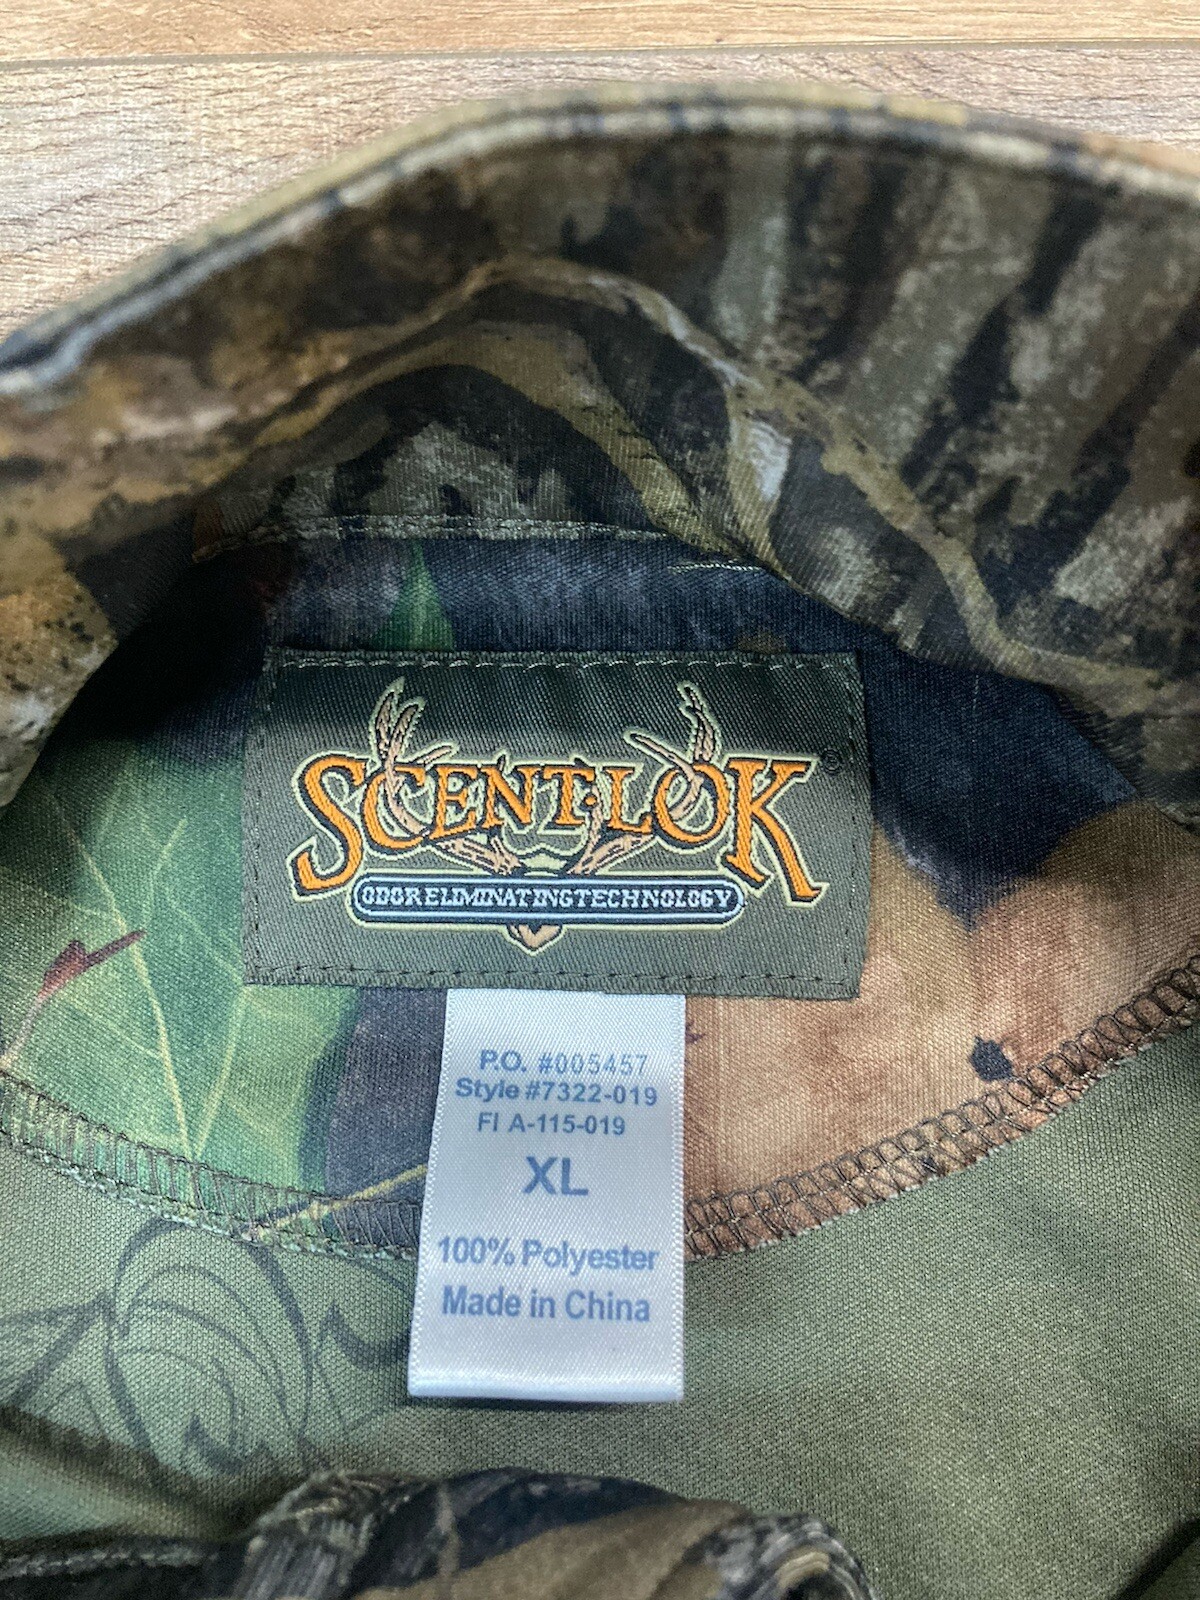 SCENT-LOK®
ODOR ELIMINATING TECHNOLOGY
P.O. #005457
Style #7322-019
FI A-115-019
XL
100% Polyester
Made in China